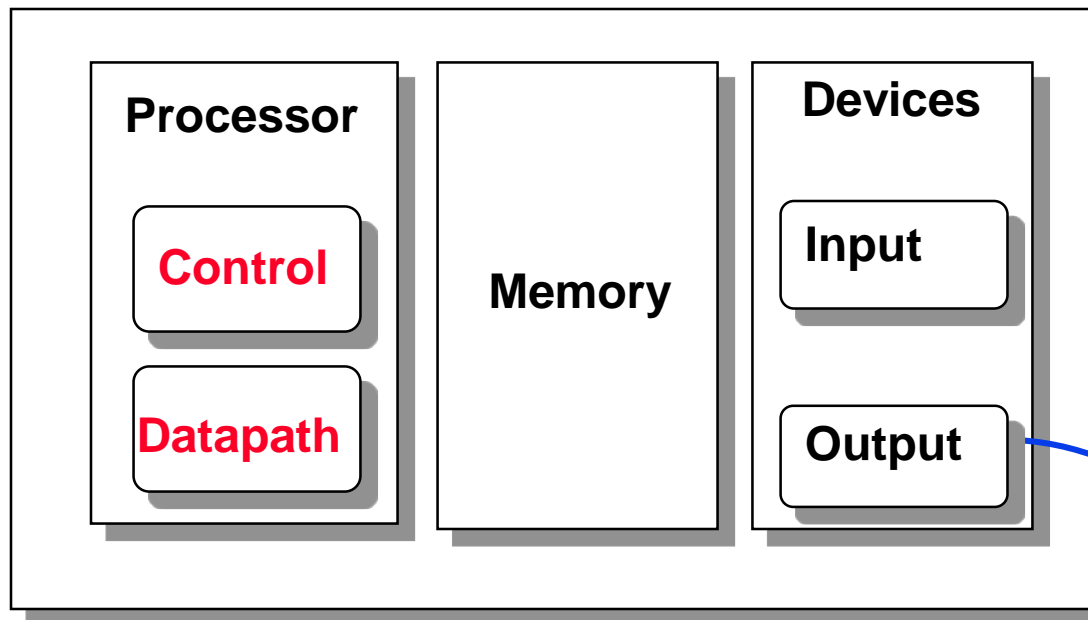 Processor
Control
Datapath
Memory
Devices
Input
Output